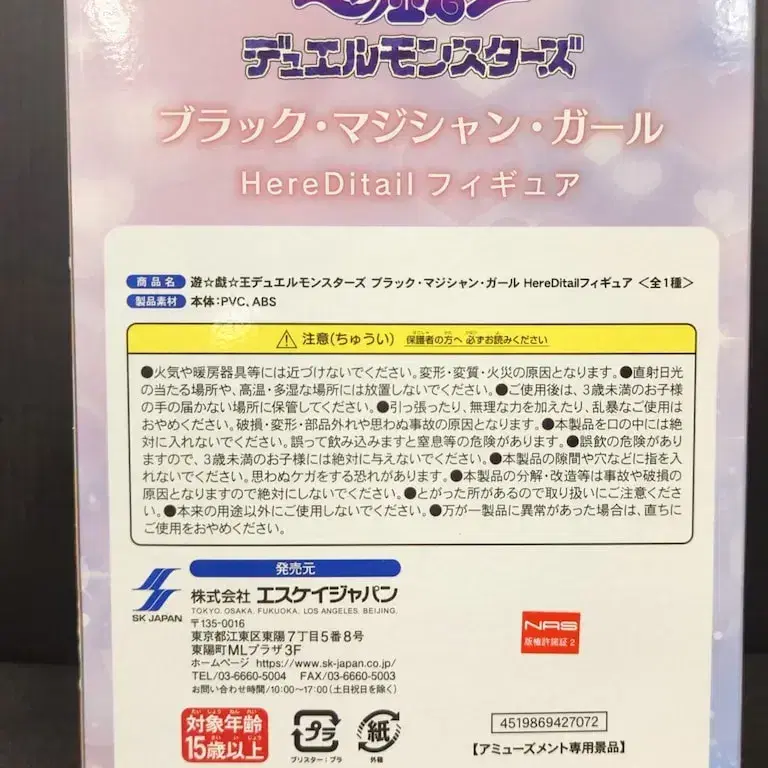 デュエルモンスターズ
ブラック・マジシャン・ガール
HereDitail フィギュア
商品名 遊☆戯☆王デュエルモンスターズ ブラック・マジシャン・ガール HereDitailフィギュア <全1種>
製品素材 本体:PVC、ABS
注意(ちゅうい) 保護者の方へ 必ずお読みください
●火気や暖房器具等には近づけないでください。変形・変質・火災の原因となります。●直射日光
の当たる場所や、高温・多湿な場所には放置しないでください。●ご使用後は、3歳未満のお子様
の手の届かない場所に保管してください。●引っ張ったり、無理な力を加えたり、乱暴なご使用は
おやめください。破損・変形・部品外れや思わぬ事故の原因となります。●本製品を口の中には絶
対に入れないでください。誤って飲み込みますと窒息等の危険があります。●誤飲の危険があり
ますので、3歳未満のお子様には絶対に与えないでください。●本製品の隙間や穴などに指を入
れないでください。思わぬケガをする恐れがあります。●本製品の分解・改造等は事故や破損の
原因となりますので絶対にしないでください。●とがった所があるので取り扱いにご注意くださ
い。●本来の用途以外にご使用しないでください。●万が一製品に異常があった場合は、直ちに
ご使用をおやめください。
発売元
SK JAPAN
株式会社 エスケイジャパン
TOKYO. OSAKA. FUKUOKA. LOS ANGELES. BEIJING.
〒135-0016
東京都江東区東陽7丁目5番8号
東陽町MLプラザ3F
ホームページ https://www.sk-japan.co.jp/
TEL/03-6660-5004 FAX/03-6660-5003
お問い合わせ時間/10:00〜17:00(土日祝日を除く)
NAS
版権許諾証2
対象年齢
15歳以上
プラ
ブリスター:プラ
紙
外箱
4519869427072
【アミューズメント専用景品】